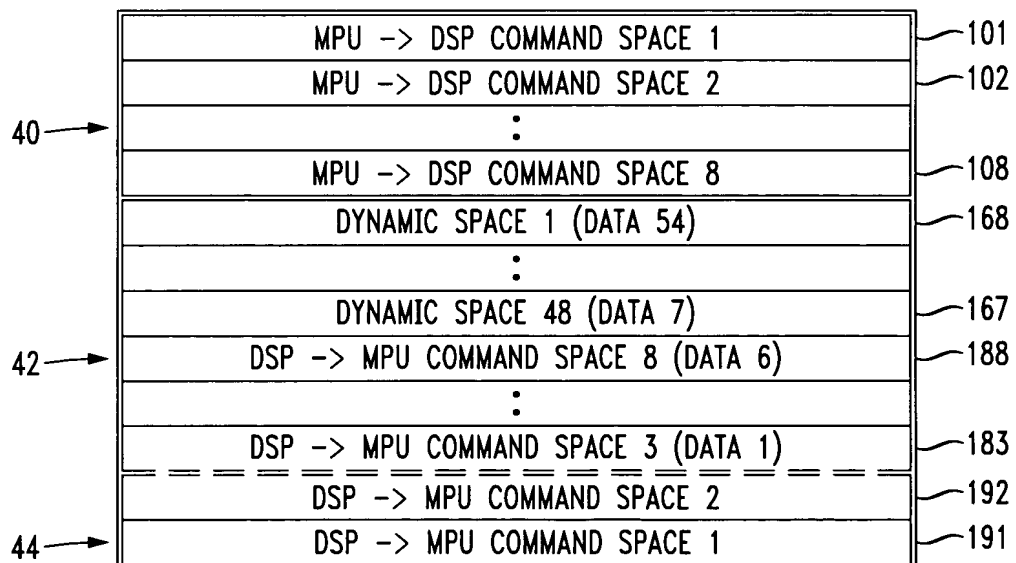 MPU -> DSP COMMAND SPACE 1 101
MPU -> DSP COMMAND SPACE 2 102
40 :
MPU -> DSP COMMAND SPACE 8 108
DYNAMIC SPACE 1 (DATA 54) 168
:
DYNAMIC SPACE 48 (DATA 7) 167
42 DSP -> MPU COMMAND SPACE 8 (DATA 6) 188
:
DSP -> MPU COMMAND SPACE 3 (DATA 1) 183
DSP -> MPU COMMAND SPACE 2 192
44 DSP -> MPU COMMAND SPACE 1 191